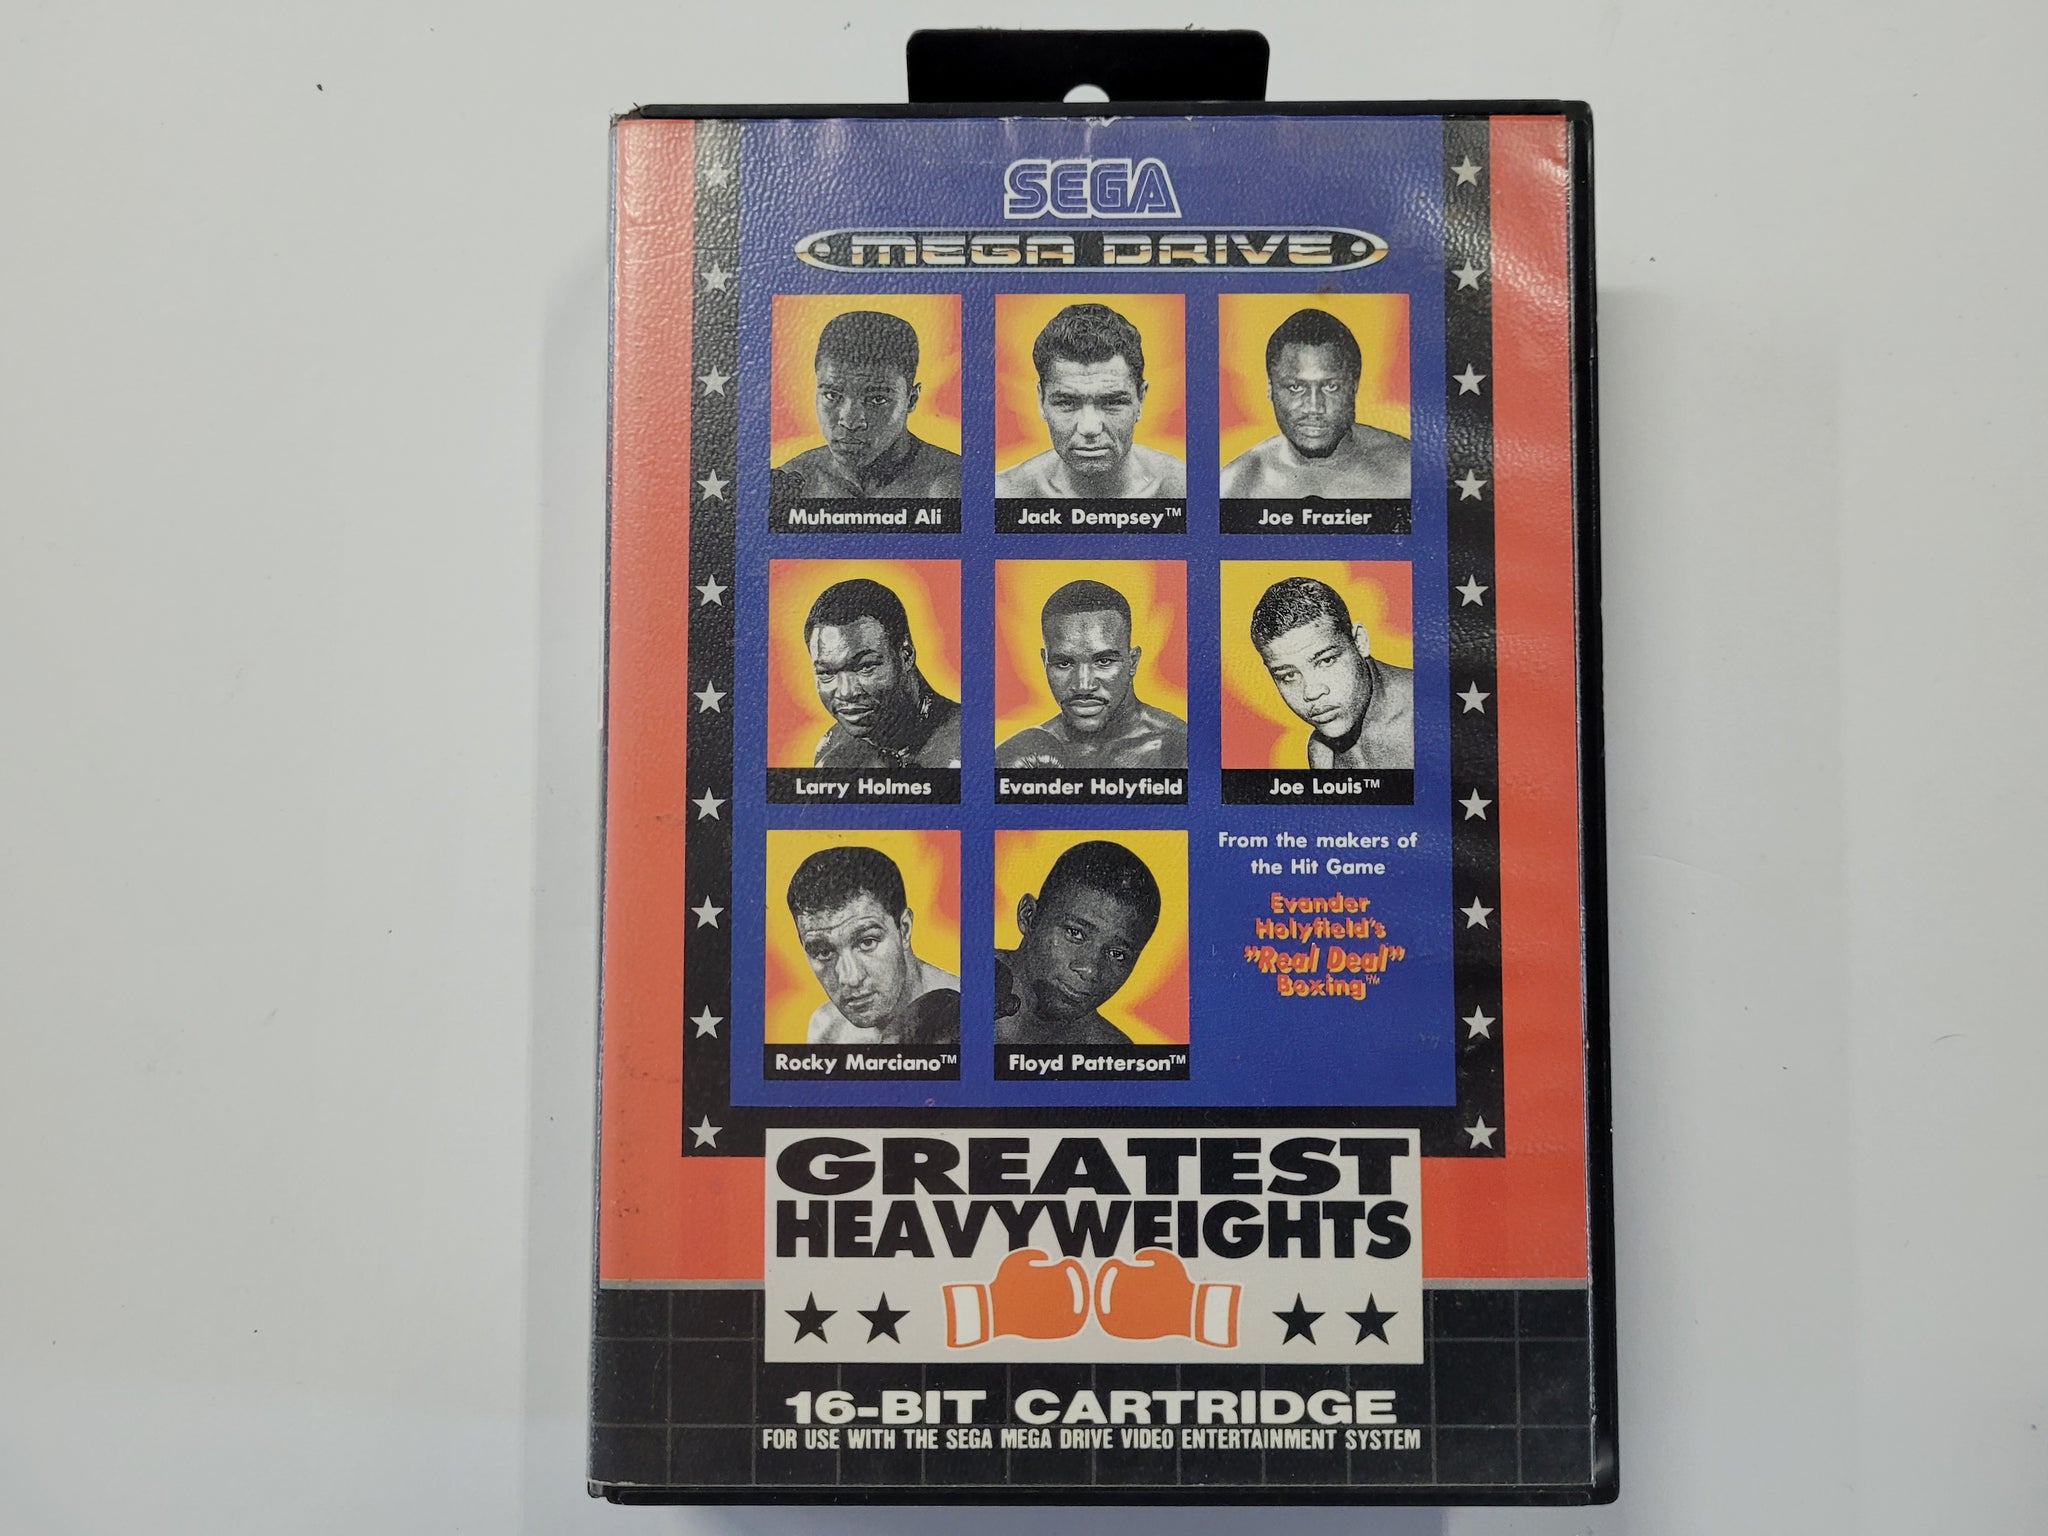 SEGA
MEGA DRIVE
Muhammad Ali
Jack Dempsey™
Joe Frazier
Larry Holmes
Evander Holyfield
Joe Louis™
Rocky Marciano™
Floyd Patterson™
From the makers of
the Hit Game
Evander
Holyfield's
"Real Deal"
Boxing™
GREATEST
HEAVYWEIGHTS
16-BIT CARTRIDGE
FOR USE WITH THE SEGA MEGA DRIVE VIDEO ENTERTAINMENT SYSTEM